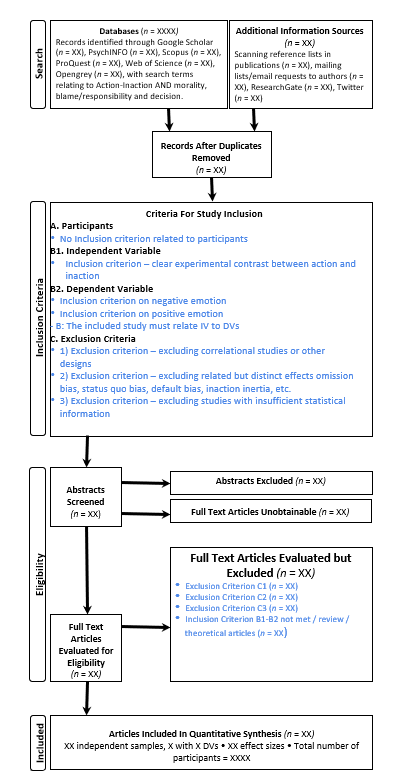 Search
Databases (n = XXXX)
Records identified through Google Scholar
(n = XX), PsychINFO (n = XX), Scopus (n = XX),
ProQuest (n = XX), Web of Science (n = XX),
Opengrey (n = XX), with search terms
relating to Action-Inaction AND morality,
blame/responsibility and decision.
Additional Information Sources
(n = XX)
Scanning reference lists in
publications (n = XX), mailing
lists/email requests to authors (n =
XX), ResearchGate (n = XX), Twitter
(n = XX)
Records After Duplicates
Removed
(n = XX)
Inclusion Criteria
Criteria For Study Inclusion
A. Participants
• No Inclusion criterion related to participants
B1. Independent Variable
• Inclusion criterion – clear experimental contrast between action and
inaction
B2. Dependent Variable
• Inclusion criterion on negative emotion
• Inclusion criterion on positive emotion
- B: The included study must relate IV to DVs
C. Exclusion Criteria
• 1) Exclusion criterion – excluding correlational studies or other
designs
• 2) Exclusion criterion – excluding related but distinct effects omission
bias, status quo bias, default bias, inaction inertia, etc.
• 3) Exclusion criterion – excluding studies with insufficient statistical
information
Eligibility
Abstracts
Screened
(n = XX)
Abstracts Excluded (n = XX)
Full Text Articles Unobtainable (n = XX)
Full Text Articles Evaluated but
Excluded (n = XX)
• Exclusion Criterion C1 (n = XX)
• Exclusion Criterion C2 (n = XX)
• Exclusion Criterion C3 (n = XX)
• Inclusion Criterion B1-B2 not met / review /
theoretical articles (n = XX)
Full Text
Articles
Evaluated for
Eligibility
(n = XX)
Included
Articles Included In Quantitative Synthesis (n = XX)
XX independent samples, X with X DVs • XX effect sizes • Total number of
participants = XXXX